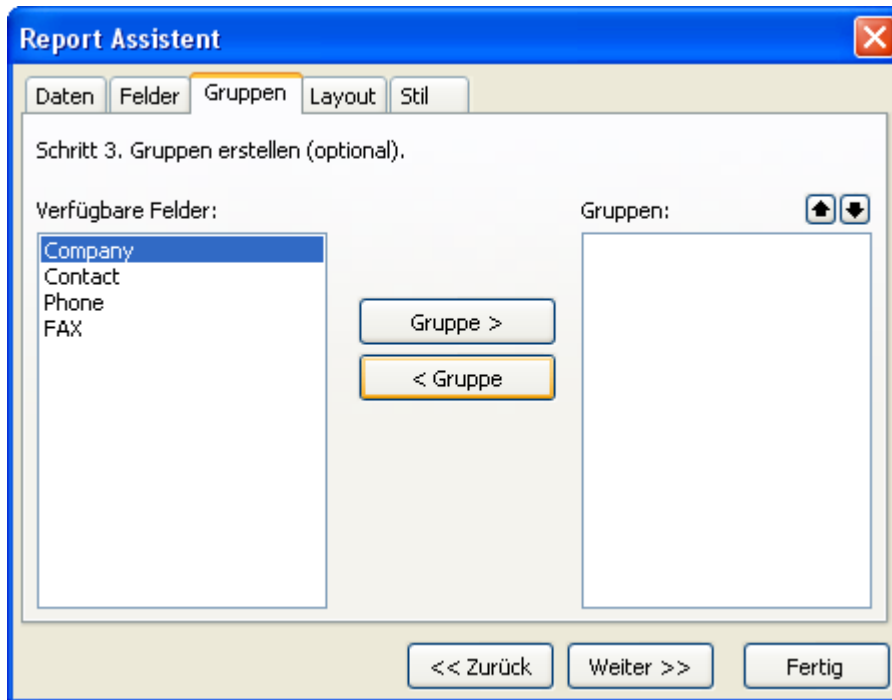 Report Assistent
Daten Felder Gruppen Layout Stil
Schritt 3. Gruppen erstellen (optional).
Verfügbare Felder:
Company
Contact
Phone
FAX
Gruppe >
< Gruppe
Gruppen:
<< Zurück Weiter >> Fertig